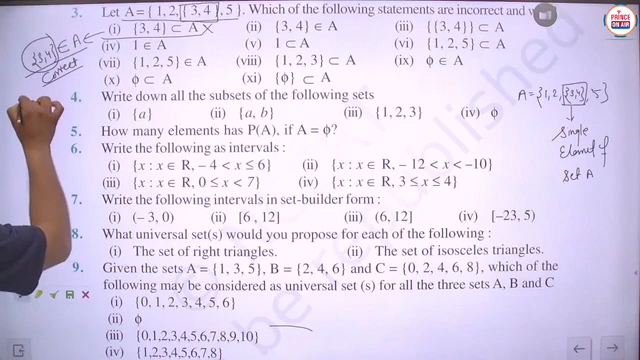 3. Let A = { 1, 2, { 3, 4 }, 5 }. Which of the following statements are incorrect and
(i) {3, 4} ⊂ A
(ii) {3, 4} ∈ A
(iii) {{3, 4}} ⊂ A
(iv) 1 ∈ A
(v) 1 ⊂ A
(vi) {1, 2, 5} ⊂ A
(vii) {1, 2, 5} ∈ A
(viii) {1, 2, 3} ⊂ A
(ix) φ ∈ A
(x) φ ⊂ A
(xi) {φ} ⊂ A
4. Write down all the subsets of the following sets
(i) {a}
(ii) {a, b}
(iii) {1, 2, 3}
(iv) φ
5. How many elements has P(A), if A = φ?
6. Write the following as intervals :
(i) {x : x ∈ R, – 4 < x ≤ 6}
(ii) {x : x ∈ R, – 12 < x < –10}
(iii) {x : x ∈ R, 0 ≤ x < 7}
(iv) {x : x ∈ R, 3 ≤ x ≤ 4}
7. Write the following intervals in set-builder form :
(i) (– 3, 0)
(ii) [6 , 12]
(iii) (6, 12]
(iv) [–23, 5)
8. What universal set(s) would you propose for each of the following :
(i) The set of right triangles.
(ii) The set of isosceles triangles.
9. Given the sets A = {1, 3, 5}, B = {2, 4, 6} and C = {0, 2, 4, 6, 8}, which of the
following may be considered as universal set (s) for all the three sets A, B and C
(i) {0, 1, 2, 3, 4, 5, 6}
(ii) φ
(iii) {0,1,2,3,4,5,6,7,8,9,10}
(iv) {1,2,3,4,5,6,7,8}
{3,4} ∈ A
Correct
A = {1, 2, {3,4}, 5}
Single
Element of
Set A
PRINCE
ON AIR
be republished